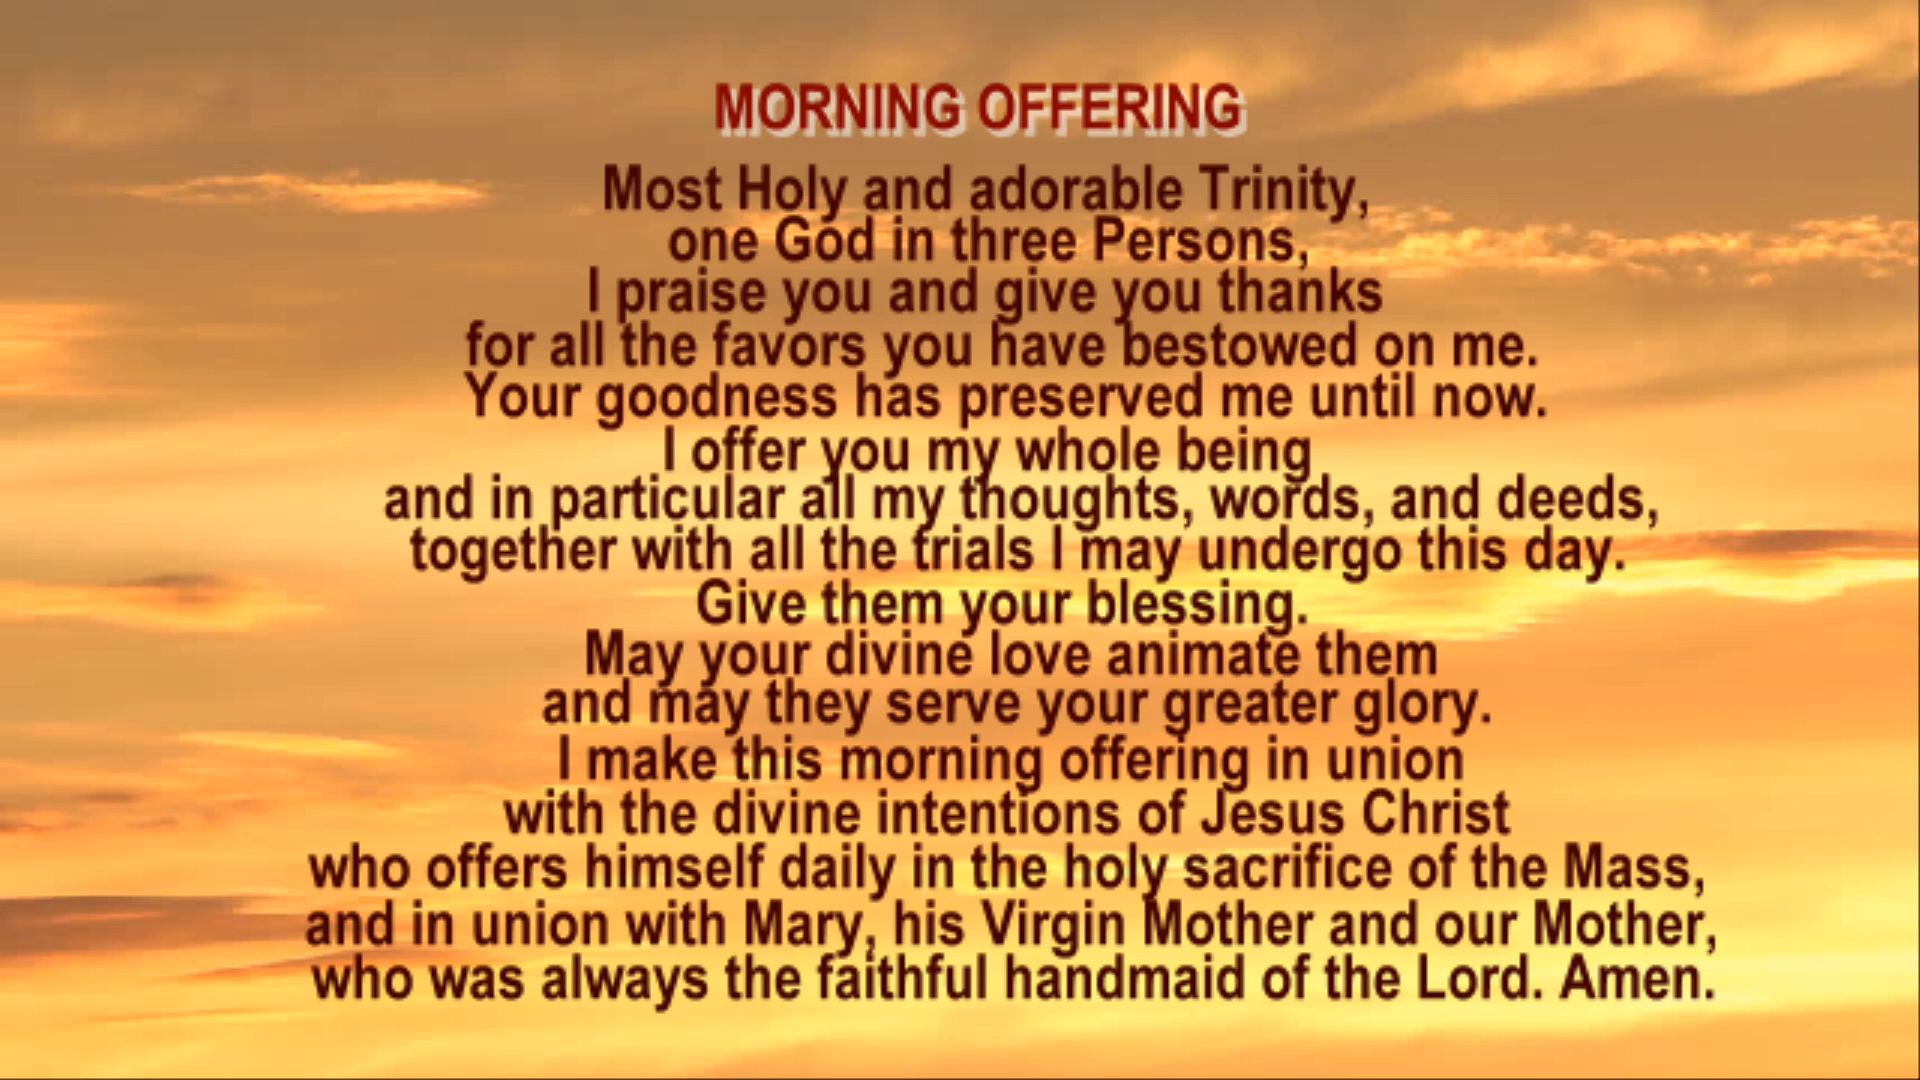 MORNING OFFERING
Most Holy and adorable Trinity,
one God in three Persons,
I praise you and give you thanks
for all the favors you have bestowed on me.
Your goodness has preserved me until now.
I offer you my whole being
and in particular all my thoughts, words, and deeds,
together with all the trials I may undergo this day.
Give them your blessing.
May your divine love animate them
and may they serve your greater glory.
I make this morning offering in union
with the divine intentions of Jesus Christ
who offers himself daily in the holy sacrifice of the Mass,
and in union with Mary, his Virgin Mother and our Mother,
who was always the faithful handmaid of the Lord. Amen.